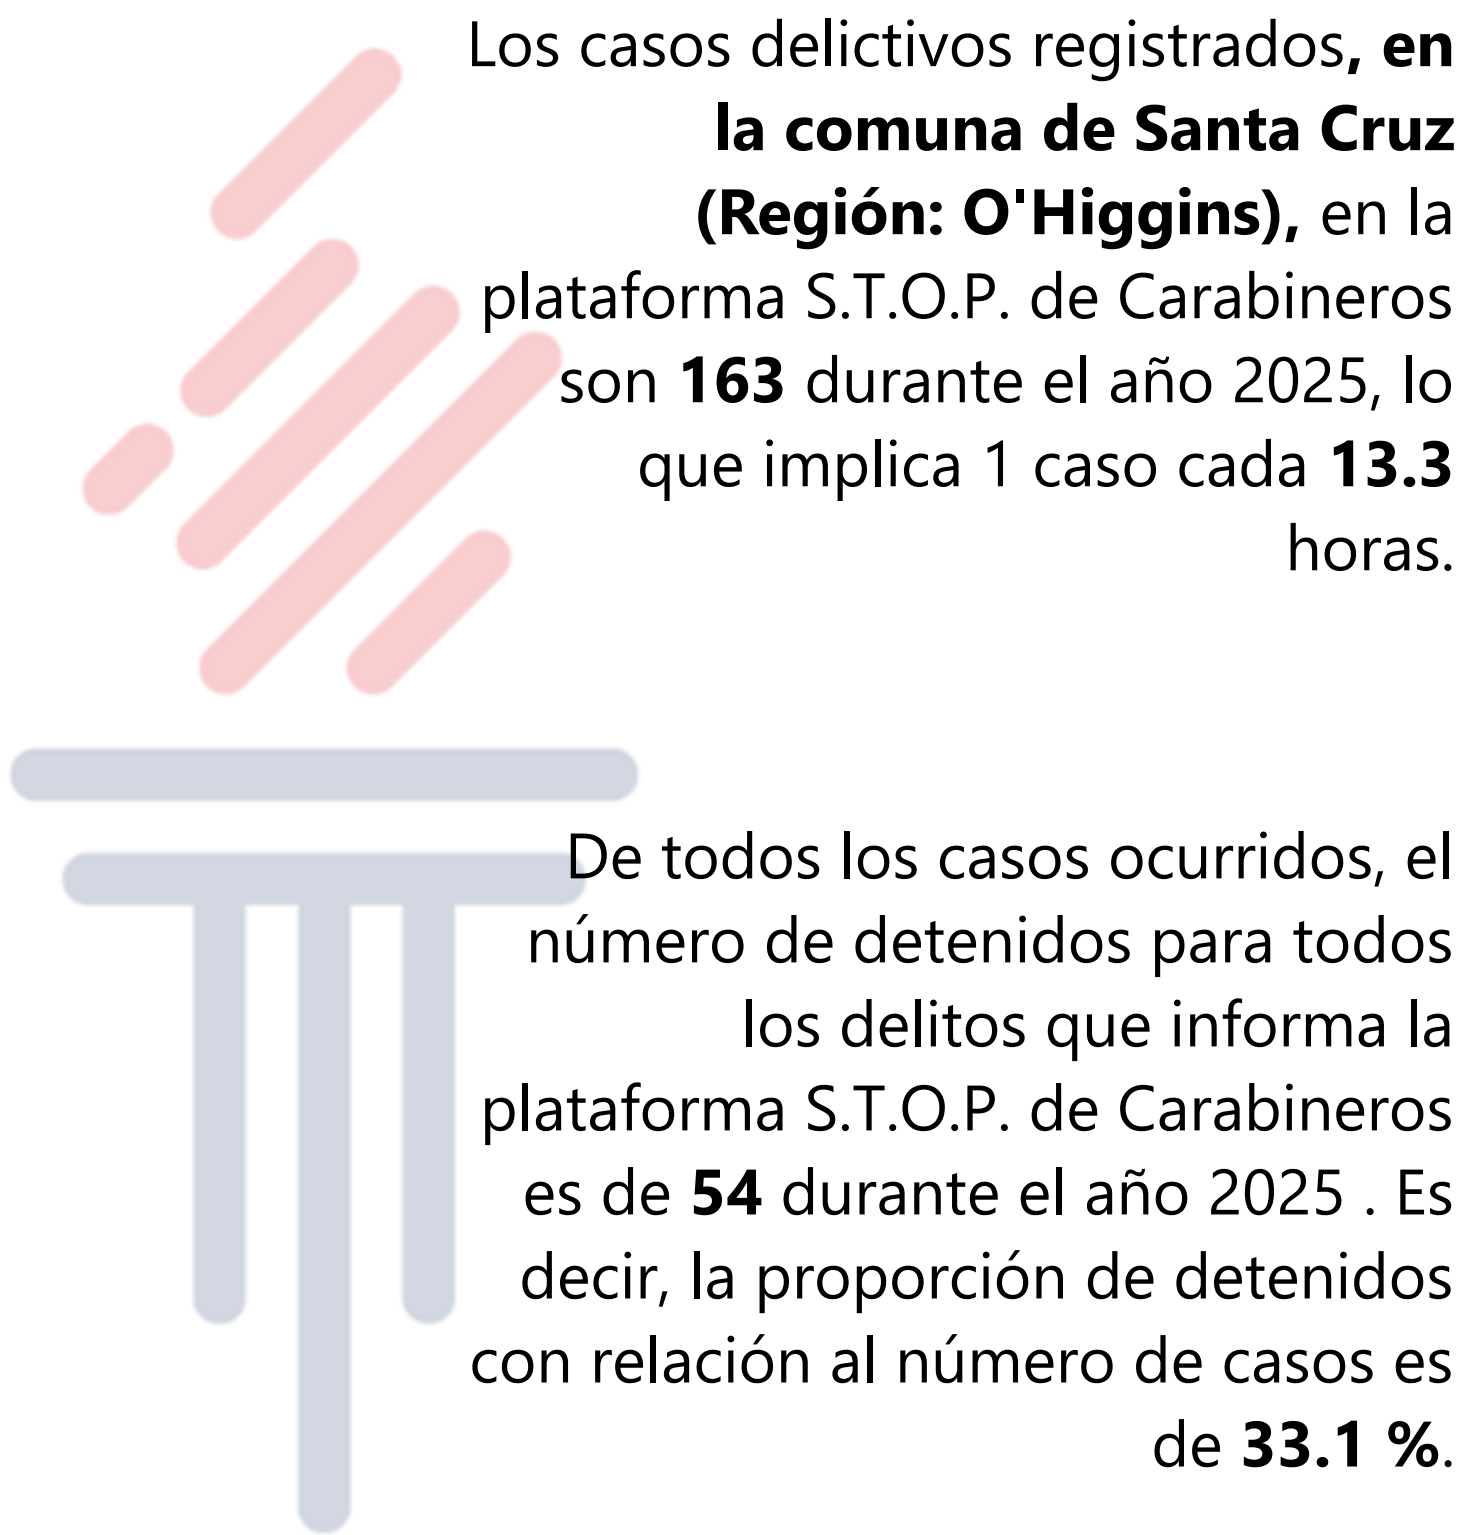 Los casos delictivos registrados, en
la comuna de Santa Cruz
(Región: O'Higgins), en la
plataforma S.T.O.P. de Carabineros
son 163 durante el año 2025, lo
que implica 1 caso cada 13.3
horas.
De todos los casos ocurridos, el
número de detenidos para todos
los delitos que informa la
plataforma S.T.O.P. de Carabineros
es de 54 durante el año 2025 . Es
decir, la proporción de detenidos
con relación al número de casos es
de 33.1 %.